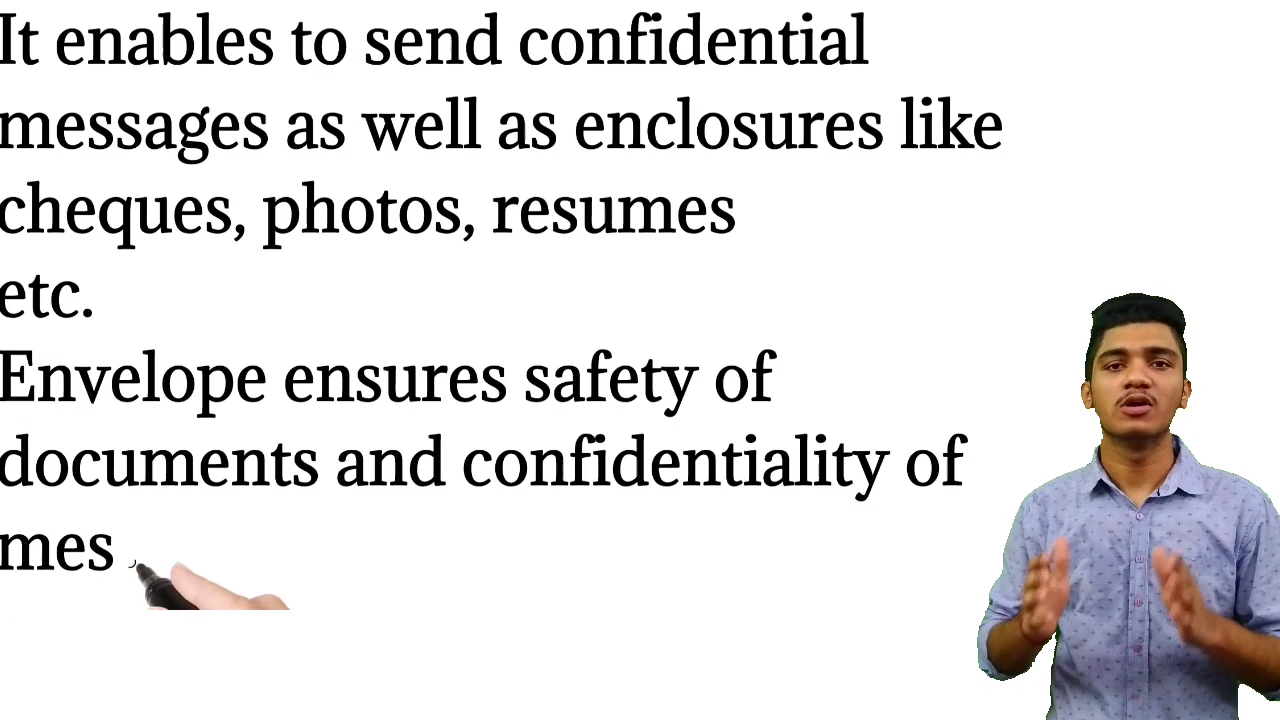 It enables to send confidential
messages as well as enclosures like
cheques, photos, resumes
etc.
Envelope ensures safety of
documents and confidentiality of
mes